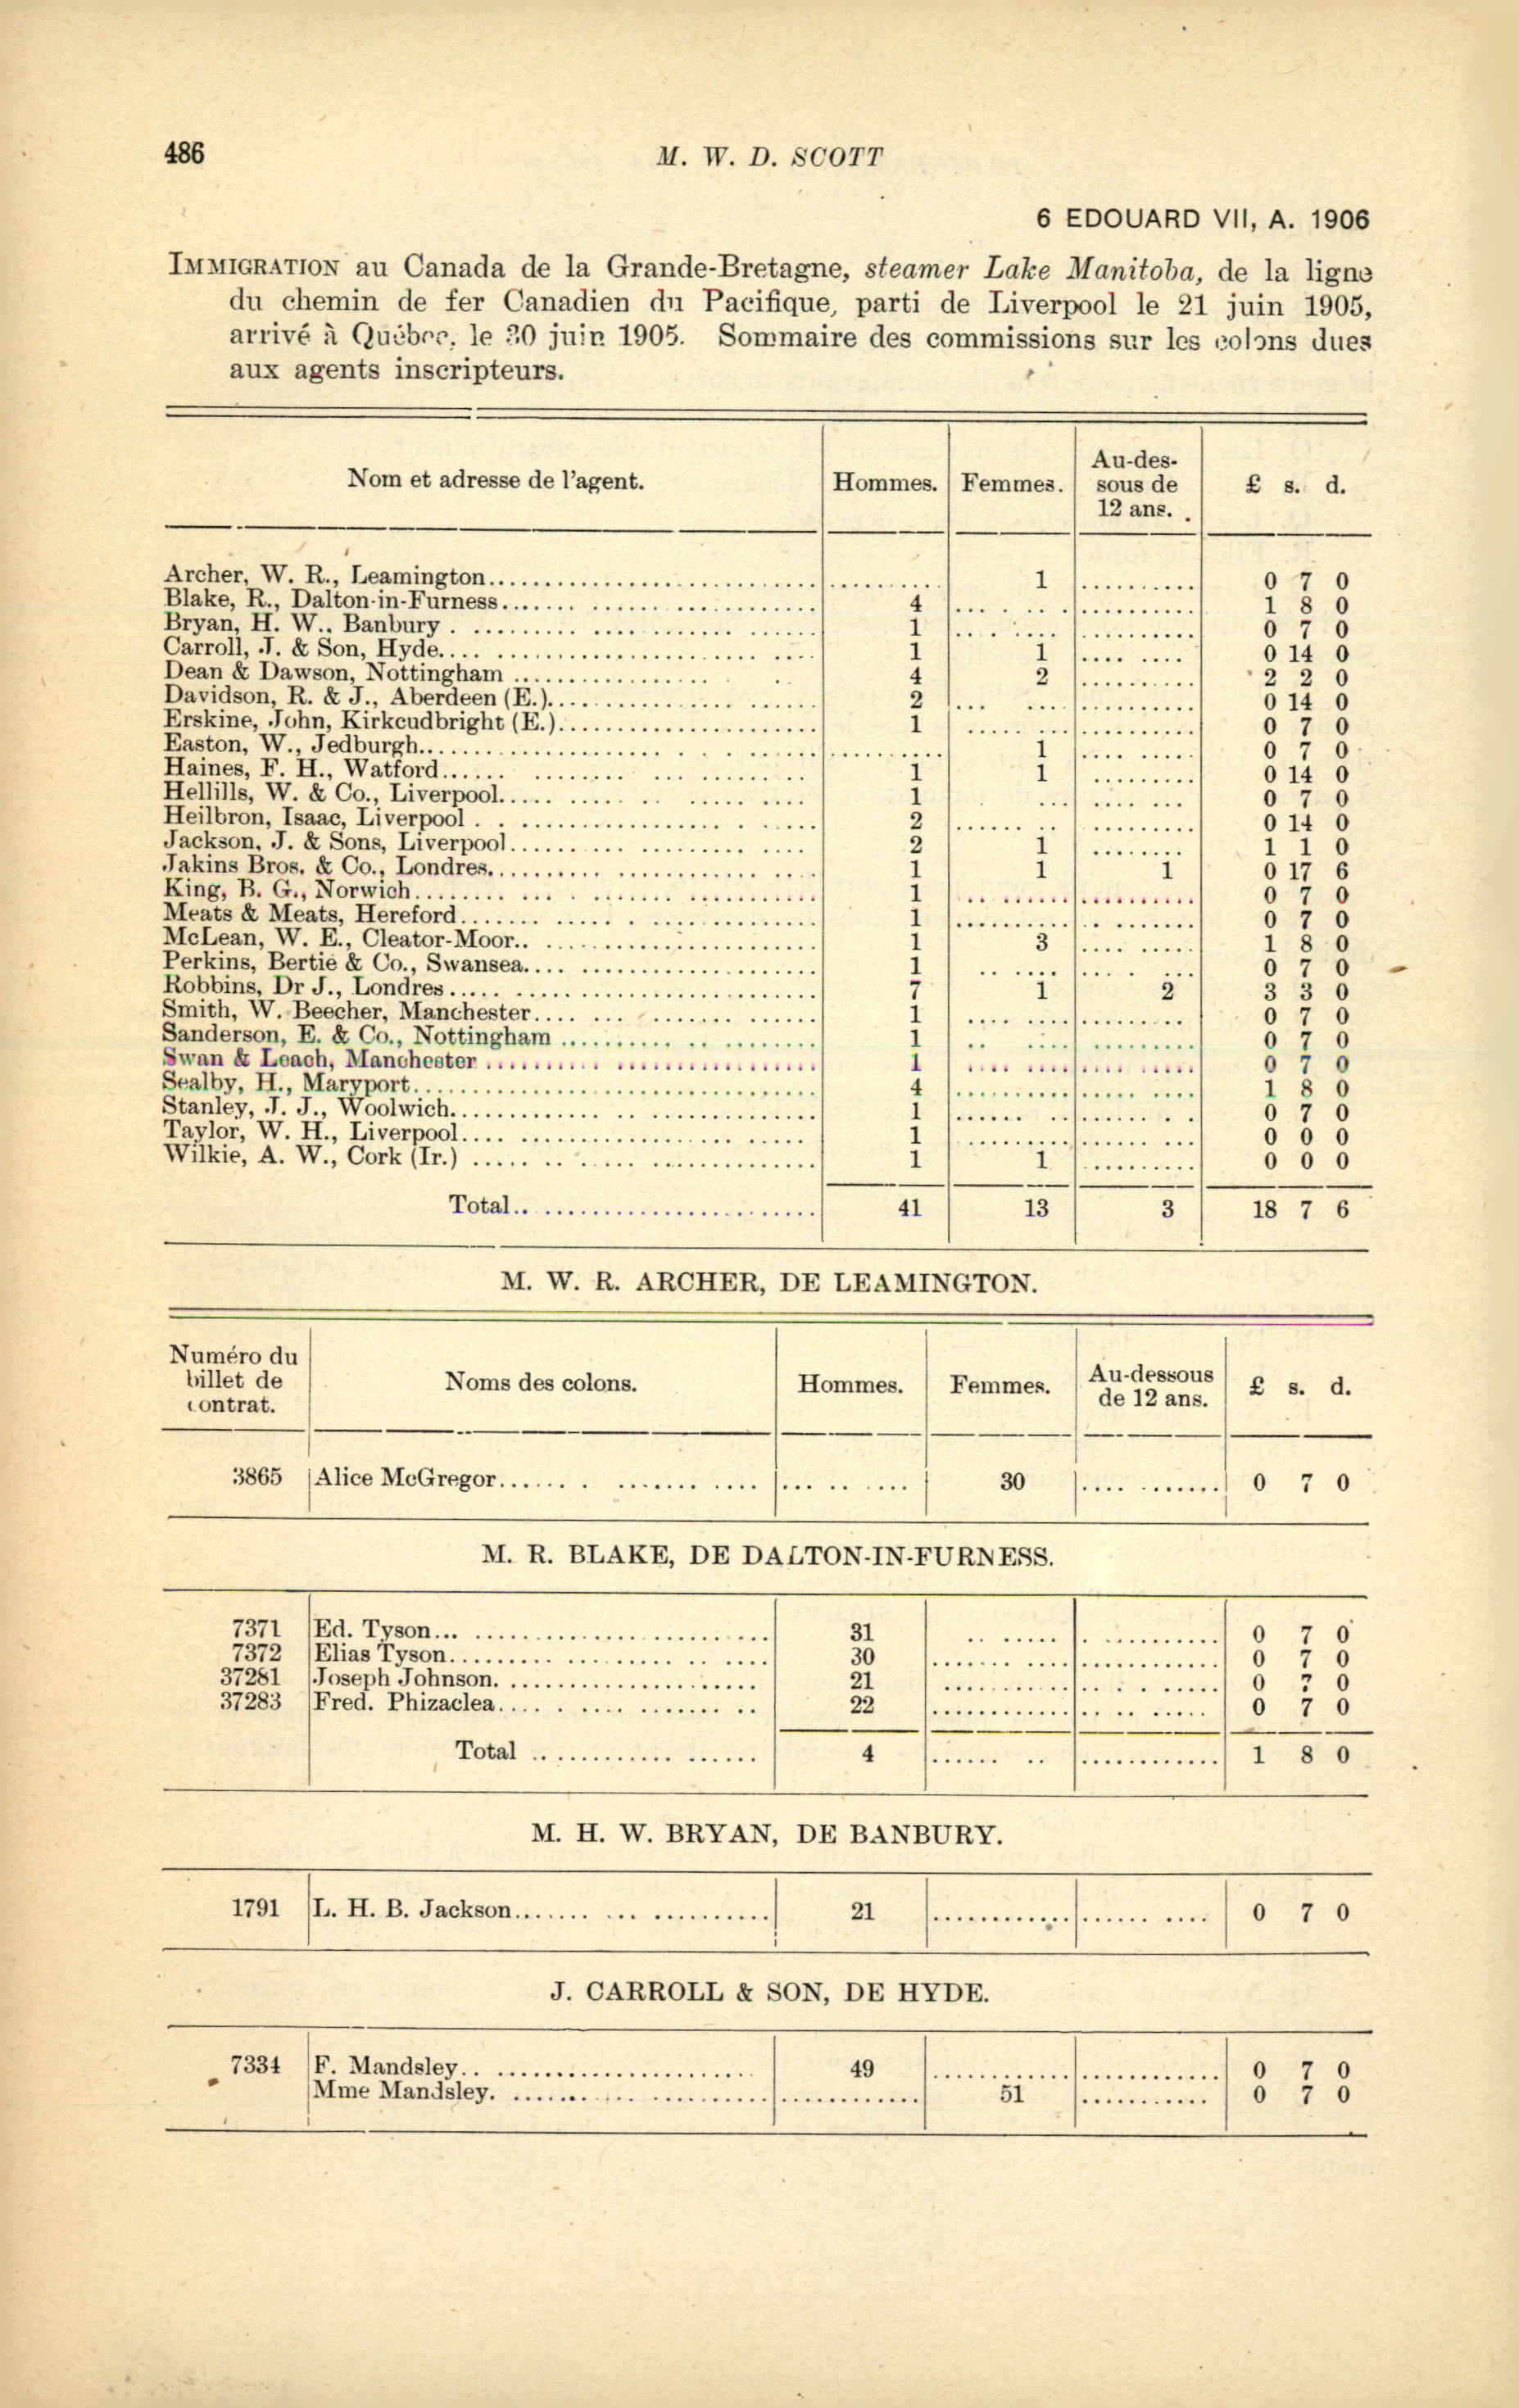 486
M. W. D. SCOTT
6 EDOUARD VII, A. 1906
IMMIGRATION au Canada de la Grande-Bretagne, steamer Lake Manitoba, de la ligne
du chemin de fer Canadien du Pacifique, parti de Liverpool le 21 juin 1905,
arrivé à Québec, le 30 juin 1905. Sommaire des commissions sur les colons dues
aux agents inscripteurs.
Nom et adresse de l'agent. Hommes. Femmes. Au-des-sous de 12 ans. £ s. d.
Archer, W. R., Leamington 1 0 7 0
Blake, R., Dalton-in-Furness 4 1 8 0
Bryan, H. W., Banbury 1 0 7 0
Carroll, J. & Son, Hyde 1 1 0 14 0
Dean & Dawson, Nottingham 4 2 2 2 0
Davidson, R. & J., Aberdeen (E.) 2 0 14 0
Erskine, John, Kirkcudbright (E.) 1 0 7 0
Easton, W., Jedburgh 1 0 7 0
Haines, F. H., Watford 1 1 0 14 0
Hellills, W. & Co., Liverpool 1 0 7 0
Heilbron, Isaac, Liverpool 2 0 14 0
Jackson, J. & Sons, Liverpool 2 1 1 1 0
Jakins Bros. & Co., Londres 1 1 1 0 17 6
King, B. G., Norwich 1 0 7 0
Meats & Meats, Hereford 1 0 7 0
McLean, W. E., Cleator-Moor 1 3 1 8 0
Perkins, Bertie & Co., Swansea 1 0 7 0
Robbins, Dr J., Londres 7 1 2 3 3 0
Smith, W. Beecher, Manchester 1 0 7 0
Sanderson, E. & Co., Nottingham 1 0 7 0
Swan & Leach, Manchester 1 0 7 0
Sealby, H., Maryport 4 1 8 0
Stanley, J. J., Woolwich 1 0 7 0
Taylor, W. H., Liverpool 1 0 0 0
Wilkie, A. W., Cork (Ir.) 1 1 0 0 0
Total 41 13 3 18 7 6
M. W. R. ARCHER, DE LEAMINGTON.
Numéro du billet de contrat. Noms des colons. Hommes. Femmes. Au-dessous de 12 ans. £ s. d.
3865 Alice McGregor 30 0 7 0
M. R. BLAKE, DE DALTON-IN-FURNESS.
7371 Ed. Tyson 31 0 7 0
7372 Elias Tyson 30 0 7 0
37281 Joseph Johnson. 21 0 7 0
37283 Fred. Phizaclea 22 0 7 0
Total 4 1 8 0
M. H. W. BRYAN, DE BANBURY.
1791 L. H. B. Jackson 21 0 7 0
J. CARROLL & SON, DE HYDE.
7334 F. Mandsley 49 0 7 0
Mme Mandsley. 51 0 7 0